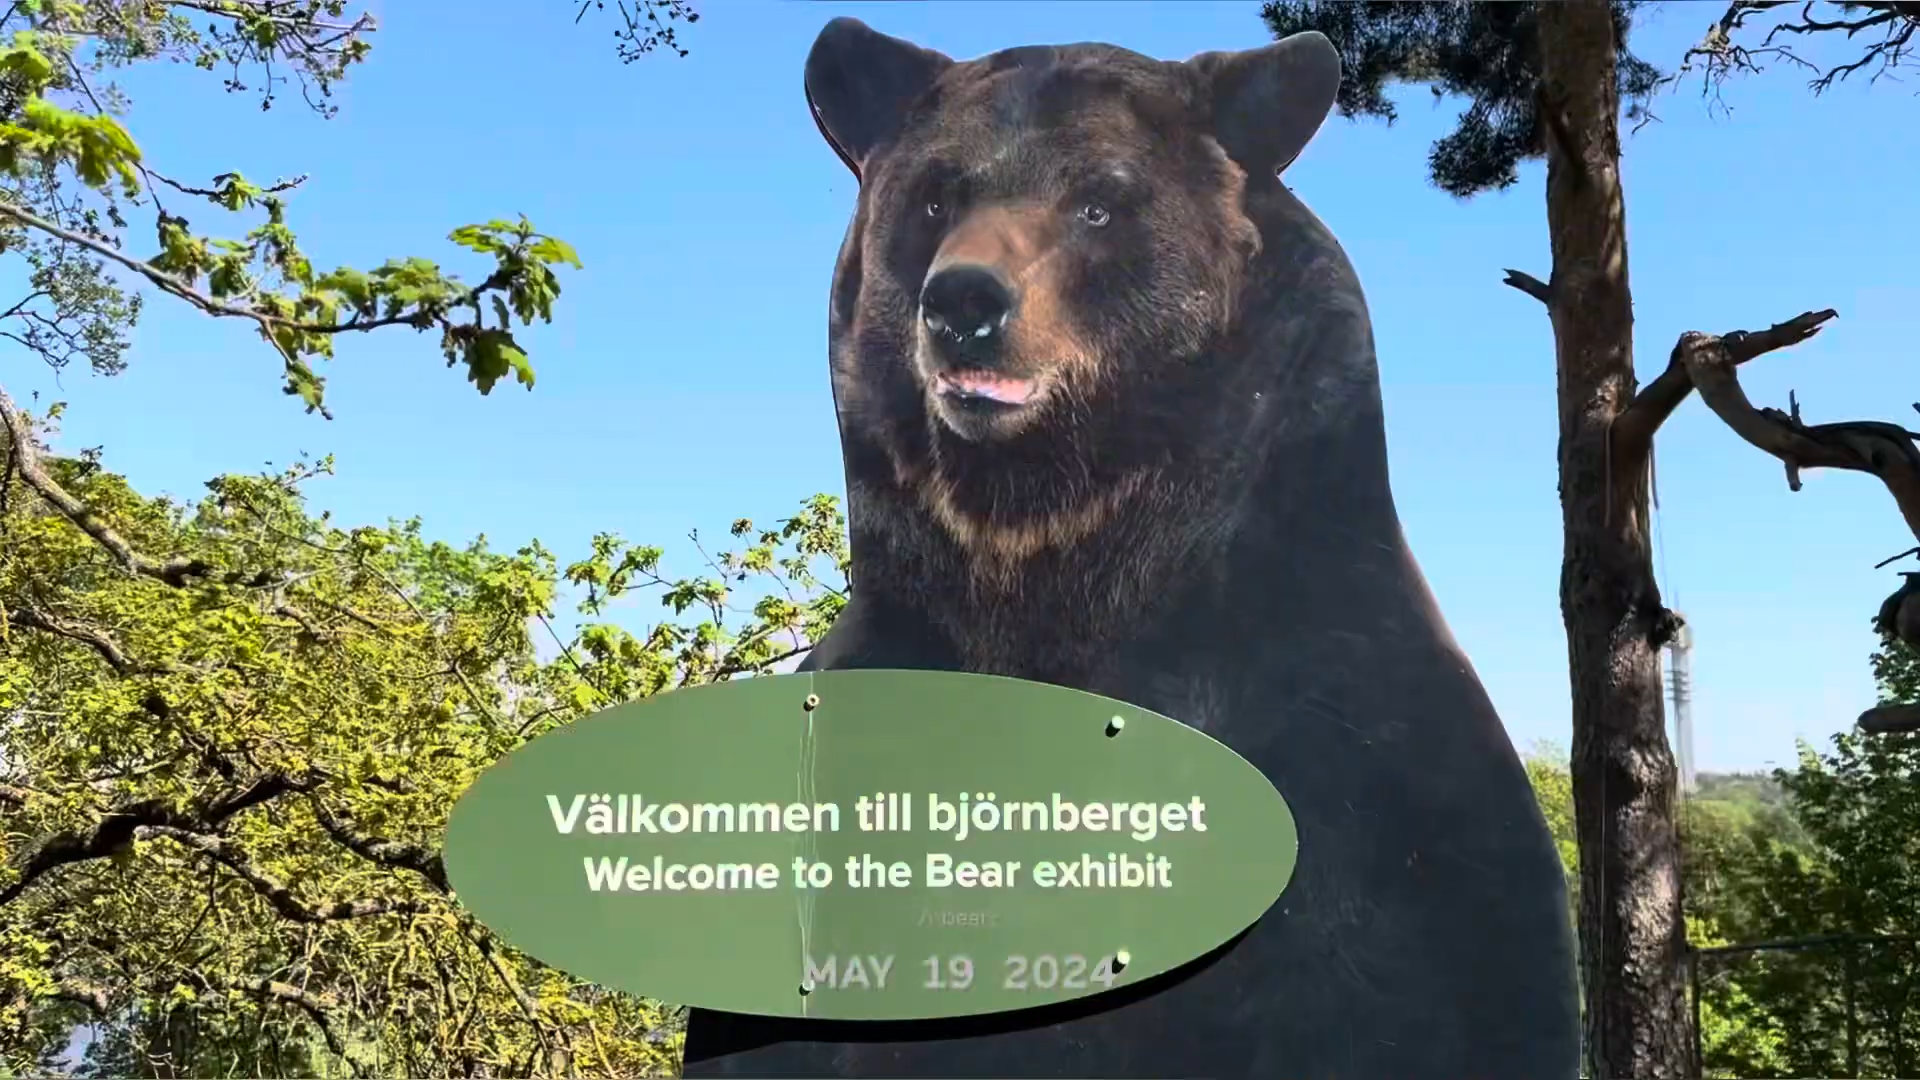 Välkommen till björnberget
Welcome to the Bear exhibit
MAY 19 2024